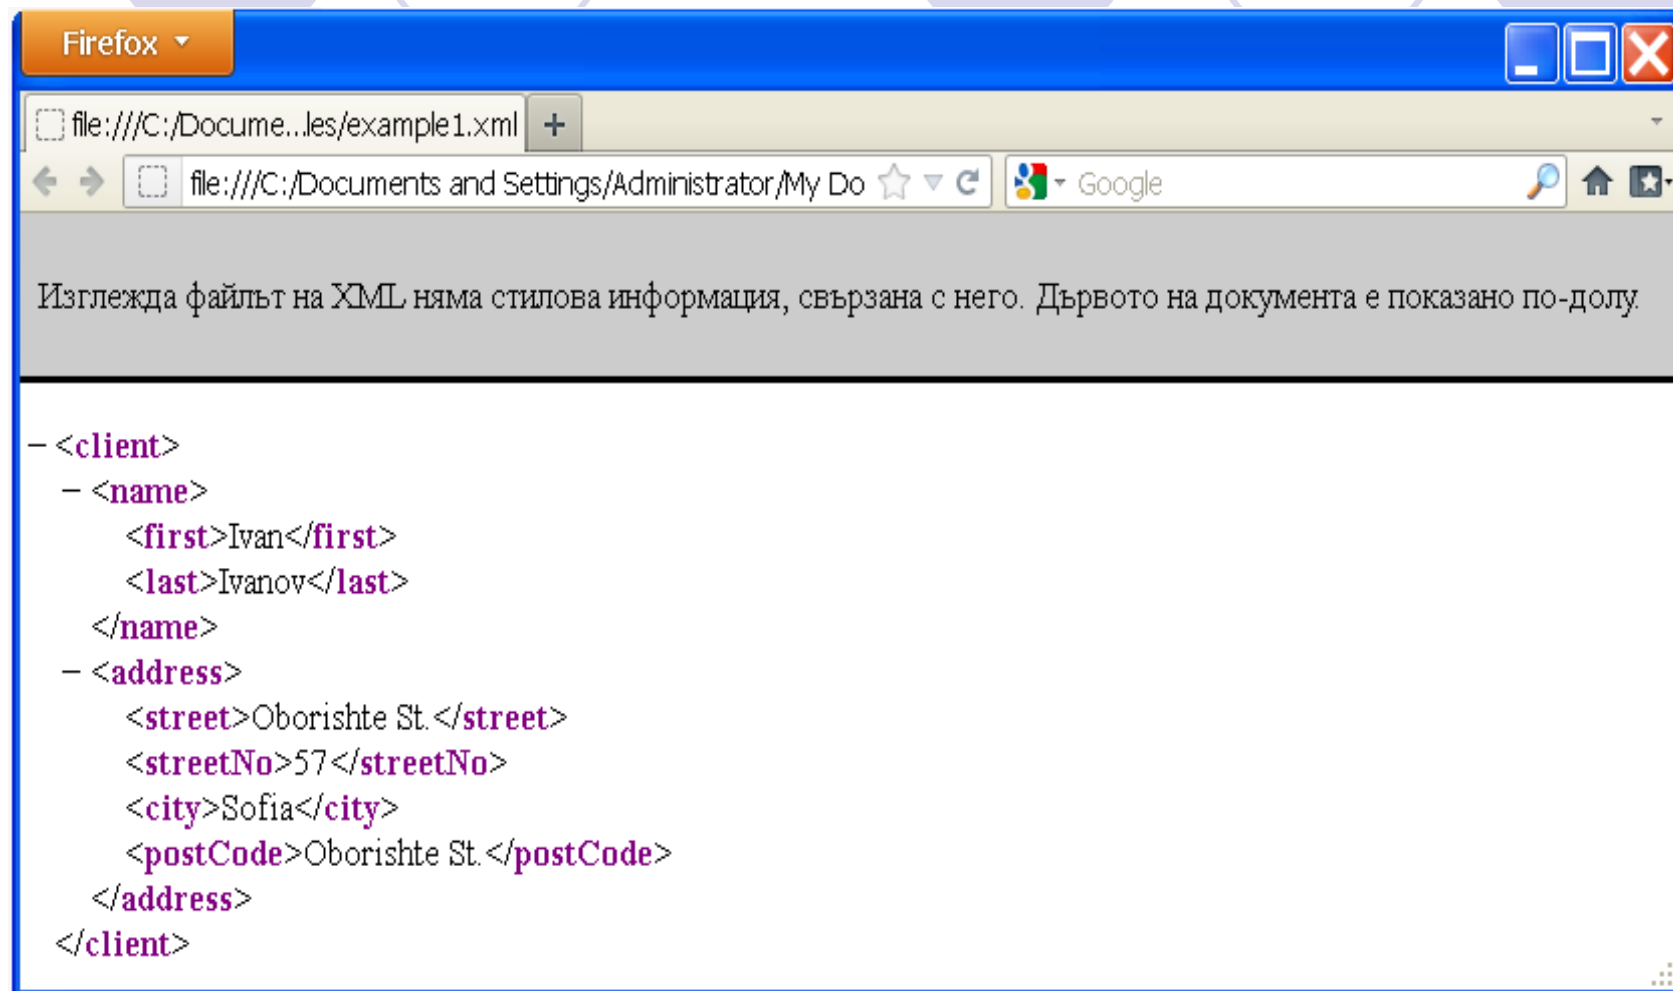 Firefox
file:///C:/Docume...les/example1.xml
file:///C:/Documents and Settings/Administrator/My Do
Google
Изглежда файлът на XML няма стилова информация, свързана с него. Дървото на документа е показано по-долу.
– <client>
– <name>
<first>Ivan</first>
<last>Ivanov</last>
</name>
– <address>
<street>Oborishte St.</street>
<streetNo>57</streetNo>
<city>Sofia</city>
<postCode>Oborishte St.</postCode>
</address>
</client>